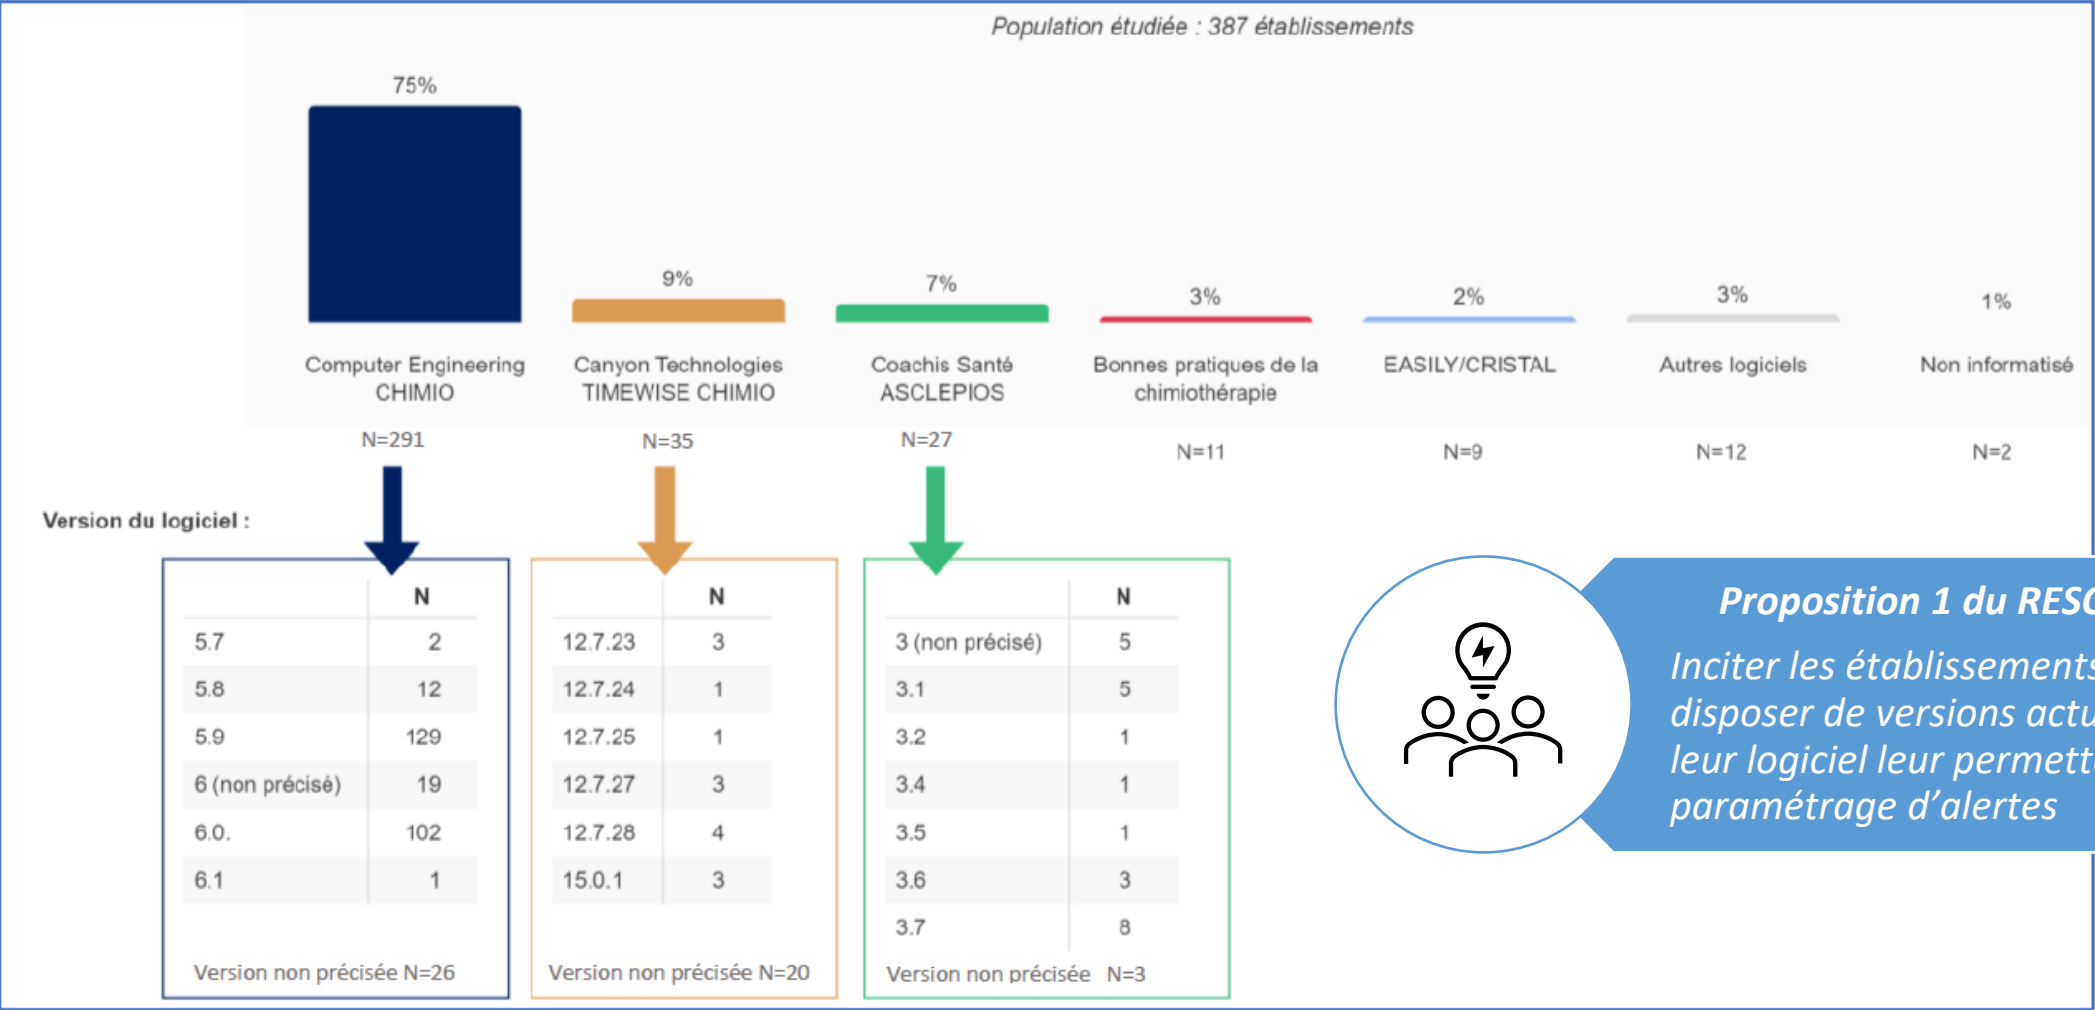 Population étudiée : 387 établissements
75%
9%
7%
3%
2%
3%
1%
Computer Engineering
CHIMIO
Canyon Technologies
TIMEWISE CHIMIO
Coachis Santé
ASCLEPIOS
Bonnes pratiques de la
chimiothérapie
EASILY/CRISTAL
Autres logiciels
Non informatisé
N=291
N=35
N=27
N=11
N=9
N=12
N=2
Version du logiciel :
N
5.7 2
5.8 12
5.9 129
6 (non précisé) 19
6.0. 102
6.1 1
Version non précisée N=26
N
12.7.23 3
12.7.24 1
12.7.25 1
12.7.27 3
12.7.28 4
15.0.1 3
Version non précisée N=20
N
3 (non précisé) 5
3.1 5
3.2 1
3.4 1
3.5 1
3.6 3
3.7 8
Version non précisée N=3
Proposition 1 du
Inciter les établissements
disposer de versions
leur logiciel leur
paramétrage d’alertes